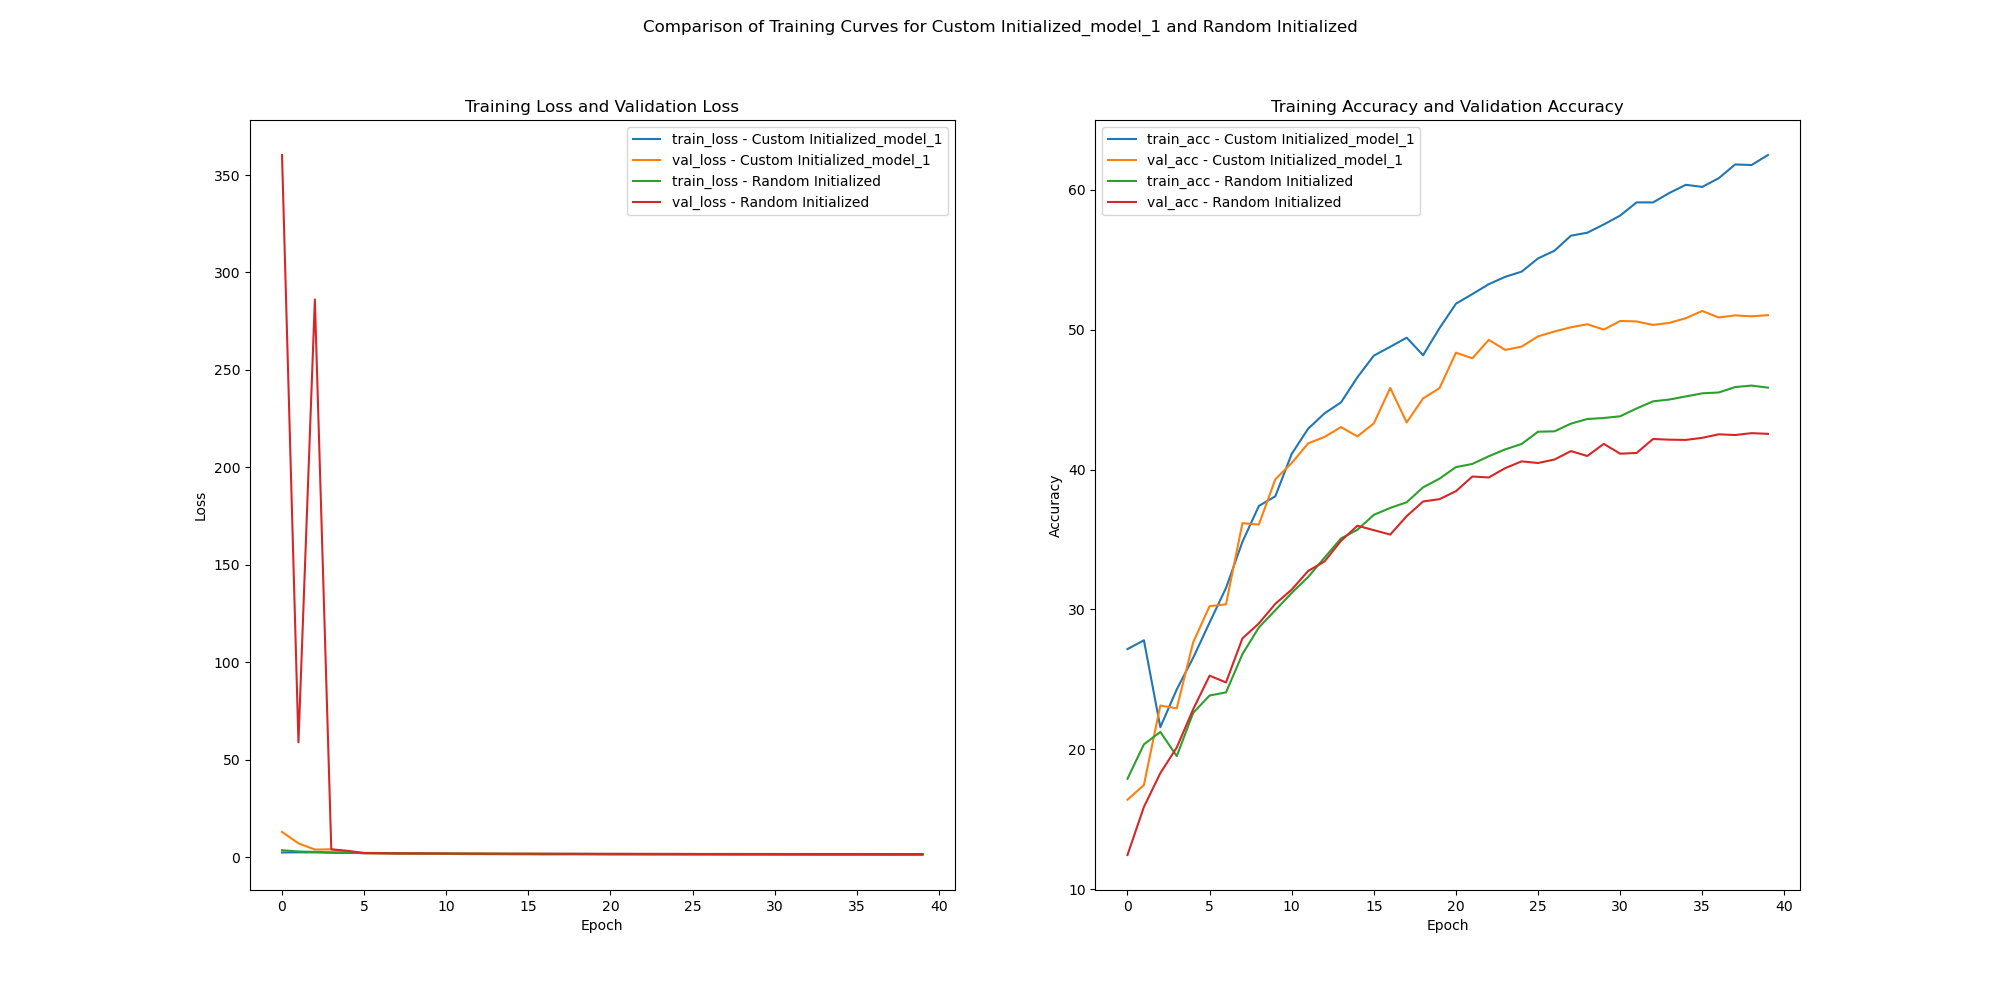 Comparison of Training Curves for Custom Initialized_model_1 and Random Initialized
Training Loss and Validation Loss
train_loss - Custom Initialized_model_1
val_loss - Custom Initialized_model_1
train_loss - Random Initialized
val_loss - Random Initialized
350
300
250
200
150
100
50
0
Loss
0 5 10 15 20 25 30 35 40
Epoch
Training Accuracy and Validation Accuracy
train_acc - Custom Initialized_model_1
val_acc - Custom Initialized_model_1
train_acc - Random Initialized
val_acc - Random Initialized
60
50
40
30
20
10
Accuracy
0 5 10 15 20 25 30 35 40
Epoch